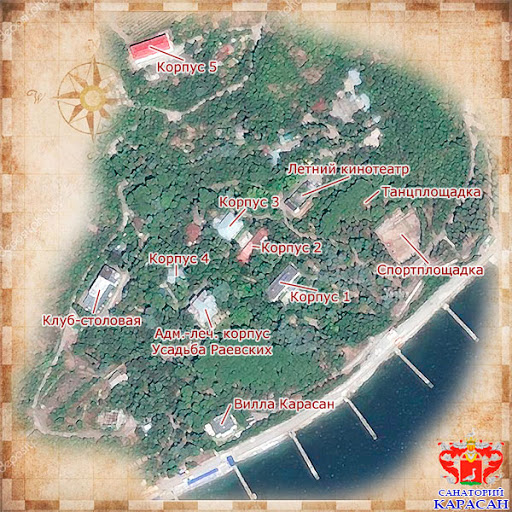 Корпус 5
Летний кинотеатр
Танцплощадка
Корпус 3
Корпус 2
Корпус 4
Спортплощадка
Корпус 1
Клуб-столовая
Адм.-леч. корпус
Усадьба Раевских
Вилла Карасан
САНАТОРИЙ
КАРАСАН